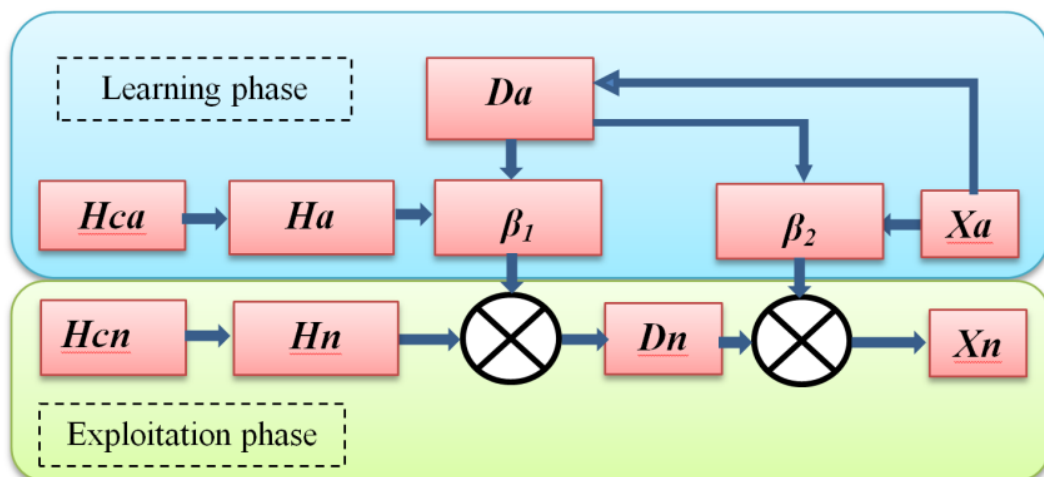 Learning phase
Da
Hca
Ha
β1
β2
Xa
Hcn
Hn
Dn
Xn
Exploitation phase